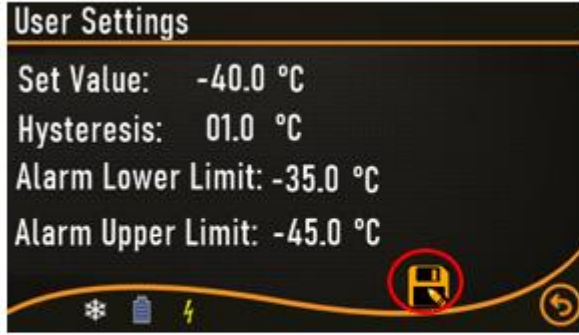 User Settings
Set Value: -40.0 °C
Hysteresis: 01.0 °C
Alarm Lower Limit: -35.0 °C
Alarm Upper Limit: -45.0 °C